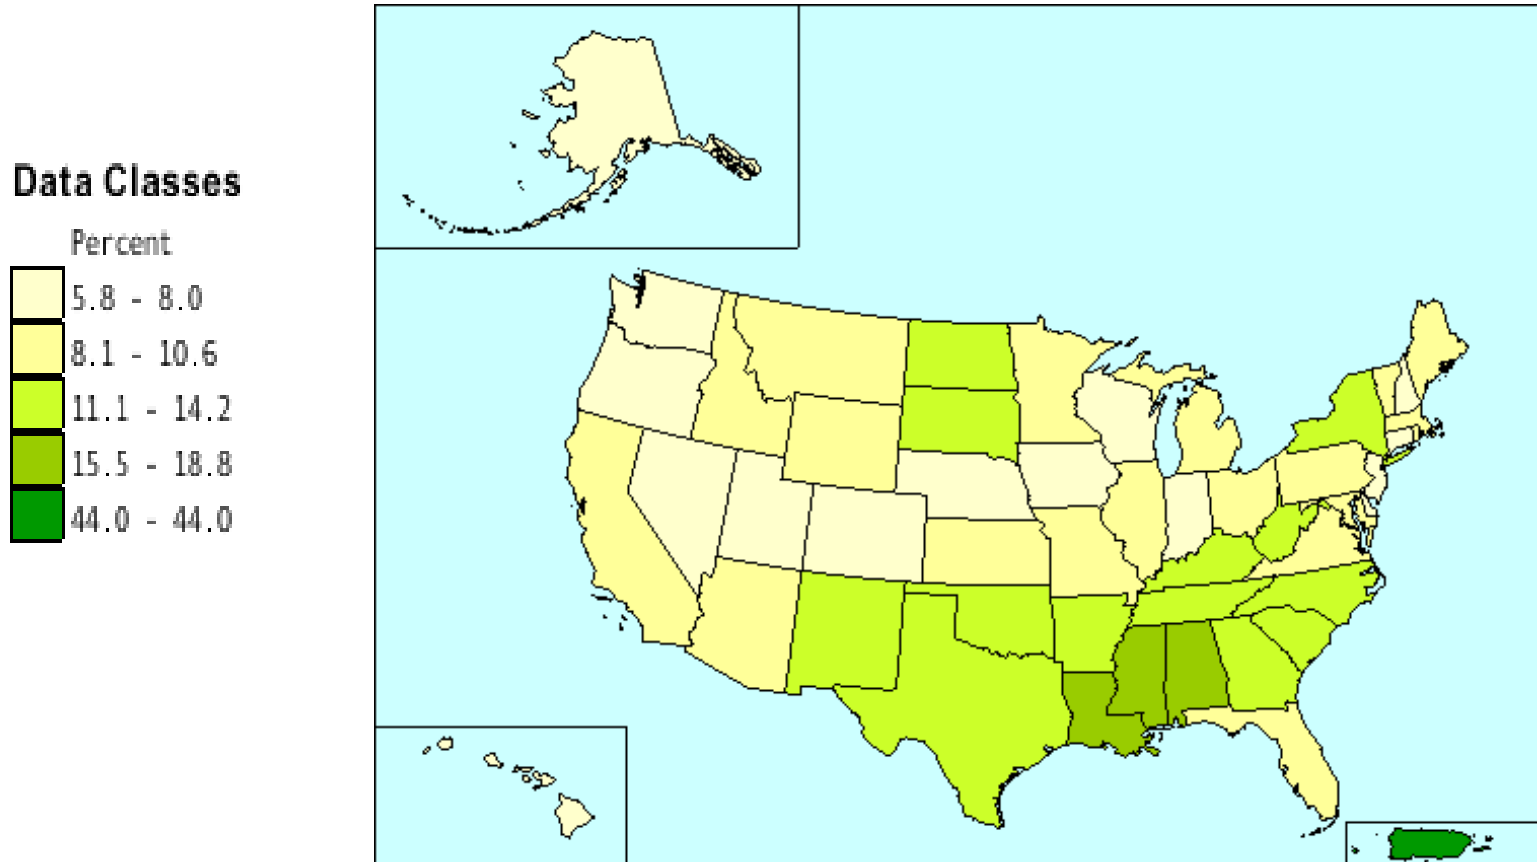 Data Classes
Percent
5.8 - 8.0
8.1 - 10.6
11.1 - 14.2
15.5 - 18.8
44.0 - 44.0